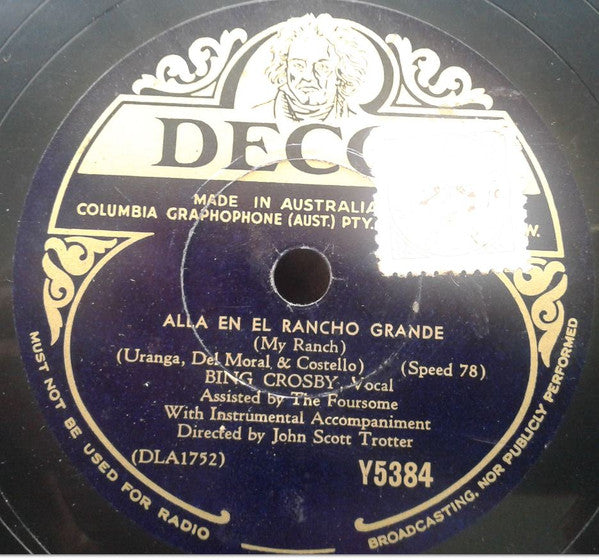 DECC
MADE IN AUSTRALIA
COLUMBIA GRAPHOPHONE (AUST.) PTY. W.
ALLA EN EL RANCHO GRANDE
(My Ranch)
(Uranga, Del Moral & Costello) (Speed 78)
BING CROSBY, Vocal
Assisted by The Foursome
With Instrumental Accompaniment
Directed by John Scott Trotter
(DLA1752) Y5384
MUST NOT BE USED FOR RADIO BROADCASTING, NOR PUBLICLY PERFORMED